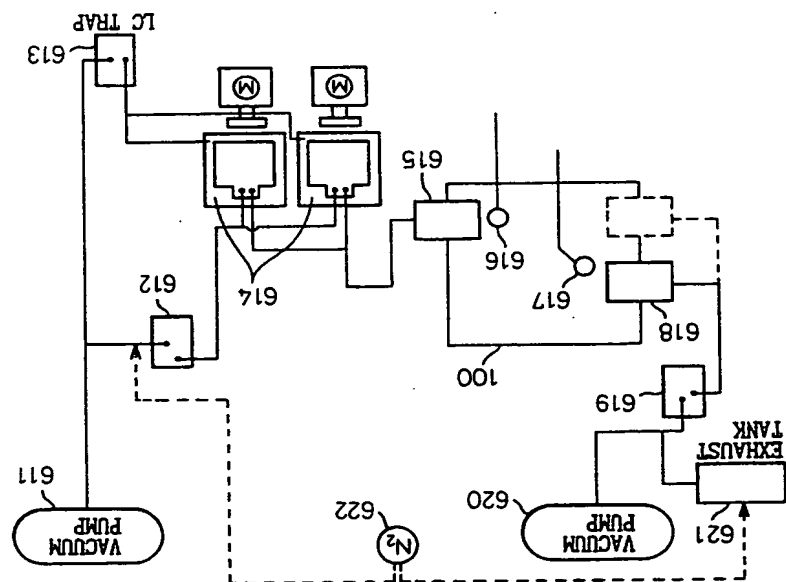 N₂
622
621
EXHAUST
TANK
VACUUM
PUMP
620
VACUUM
PUMP
611
619
100
612
618
617
616
615
614
M
M
613
LC TRAP